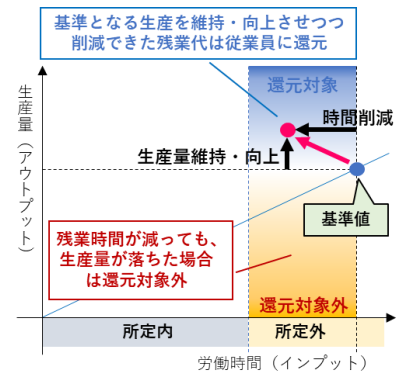 基準となる生産を維持・向上させつつ
削減できた残業代は従業員に還元
還元対象
時間削減
生産量維持・向上
生産量（アウトプット）
基準値
残業時間が減っても、
生産量が落ちた場合
は還元対象外
還元対象外
所定内
所定外
労働時間（インプット）